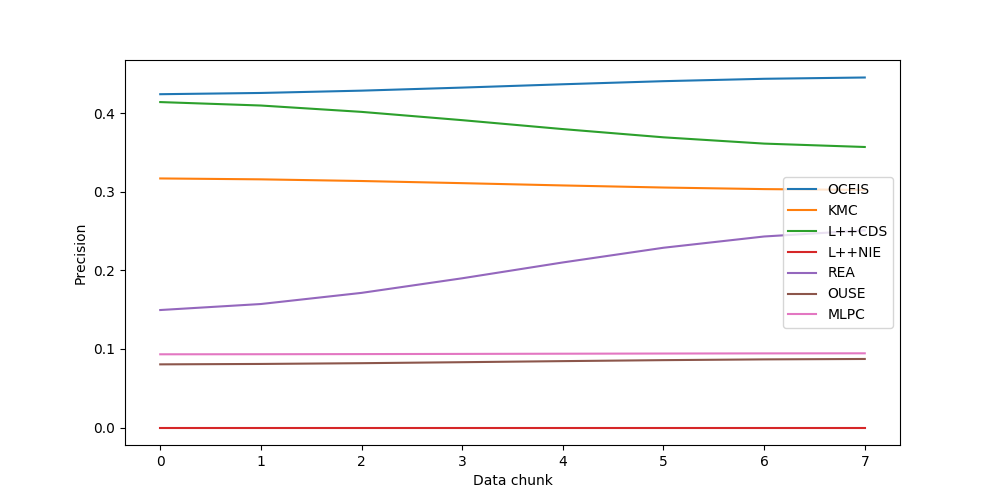 0.4
0.3
0.2
0.1
0.0
Precision
0 1 2 3 4 5 6 7
Data chunk
OCEIS
KMC
L++CDS
L++NIE
REA
OUSE
MLPC